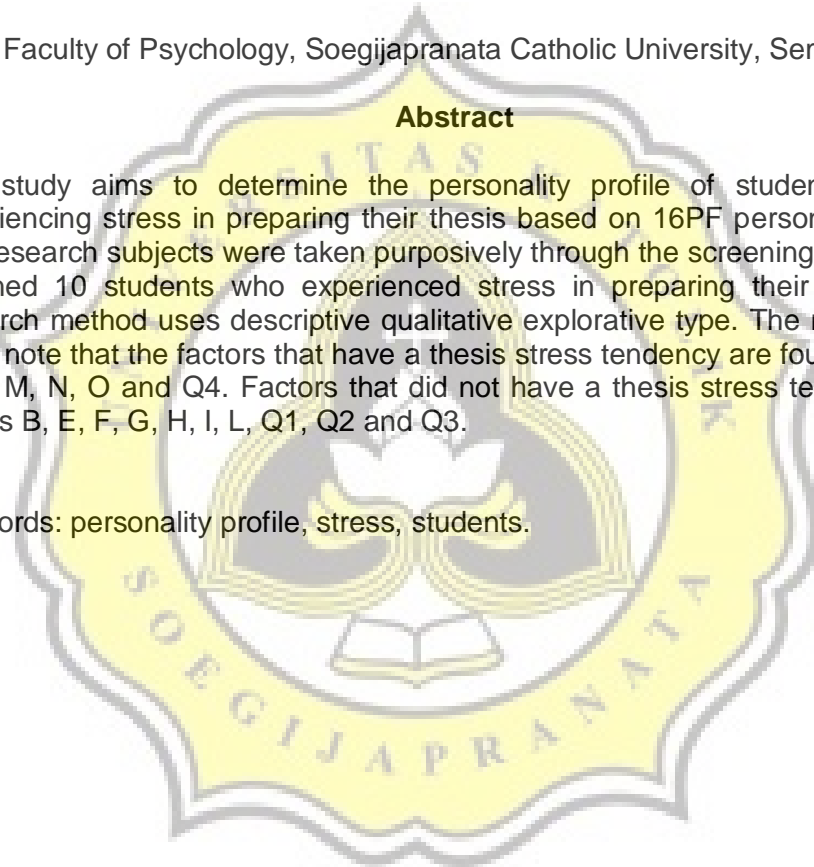 Faculty of Psychology, Soegijapranata Catholic University, Ser
Abstract
study aims to determine the personality profile of studen
iencing stress in preparing their thesis based on 16PF person
esearch subjects were taken purposively through the screening
ned 10 students who experienced stress in preparing their
rch method uses descriptive qualitative explorative type. The r
note that the factors that have a thesis stress tendency are fou
M, N, O and Q4. Factors that did not have a thesis stress te
s B, E, F, G, H, I, L, Q1, Q2 and Q3.
ords: personality profile, stress, students.
UNIVERSITAS KATOLIK
SOEGIJAPRANATA